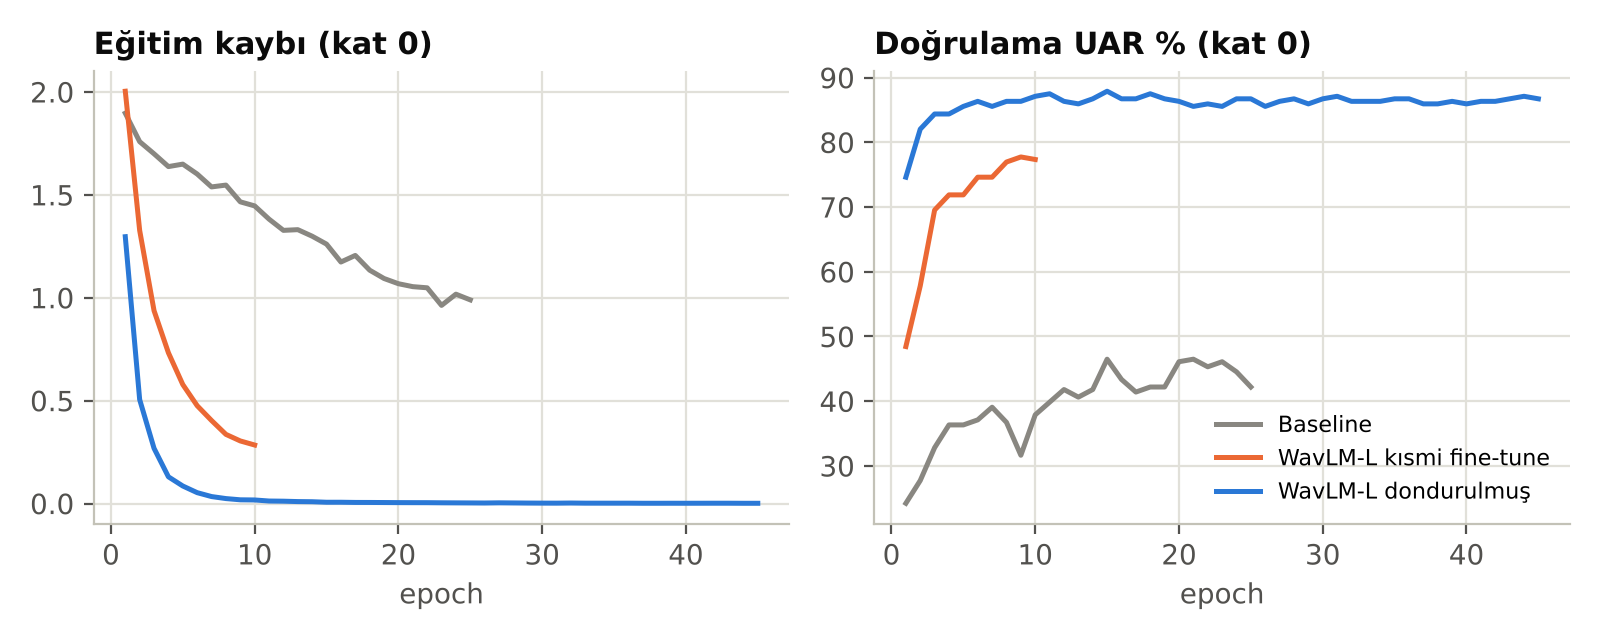 Eğitim kaybı (kat 0)
2.0
1.5
1.0
0.5
0.0
0 10 20 30 40
epoch
Doğrulama UAR % (kat 0)
90
80
70
60
50
40
30
Baseline
WavLM-L kısmi fine-tune
WavLM-L dondurulmuş
0 10 20 30 40
epoch